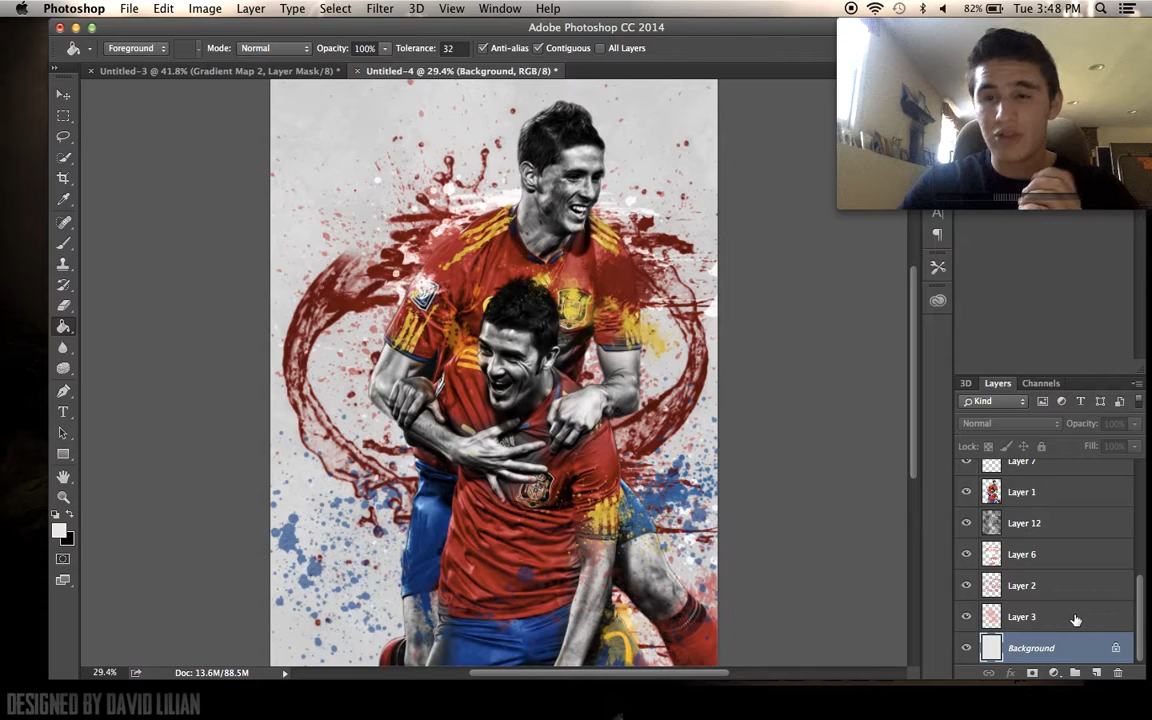 Photoshop File Edit Image Layer Type Select Filter 3D View Window Help 82% Tue 3:48 PM
Adobe Photoshop CC 2014
Foreground Mode: Normal Opacity: 100% Tolerance: 32 Anti-alias Contiguous All Layers
Untitled-3 @ 41.8% (Gradient Map 2, Layer Mask/8) * Untitled-4 @ 29.4% (Background, RGB/8) *
3D Layers Channels
Kind
Normal Opacity: 100%
Lock: Fill: 100%
Layer 7
Layer 1
Layer 12
Layer 6
Layer 2
Layer 3
Background
29.4% Doc: 13.6M/88.5M
DESIGNED BY DAVID LILIAN